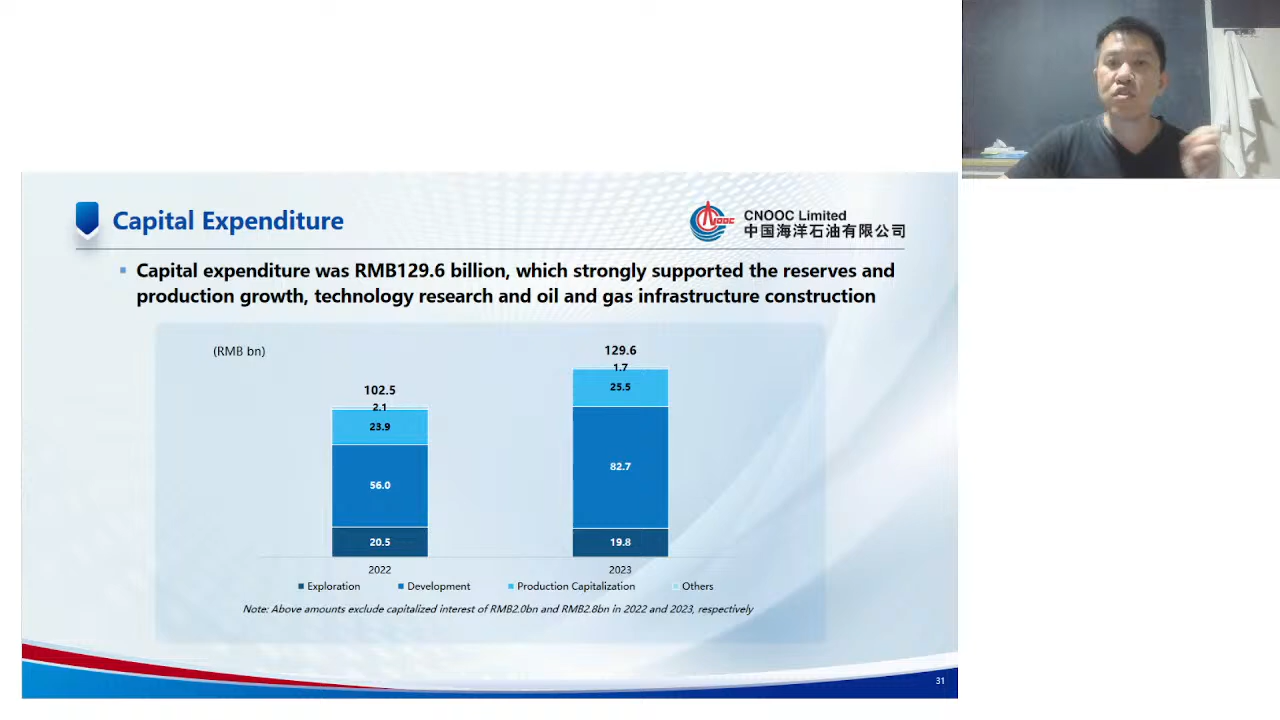 Capital Expenditure
CNOOC
CNOOC Limited
中国海洋石油有限公司
Capital expenditure was RMB129.6 billion, which strongly supported the reserves and
production growth, technology research and oil and gas infrastructure construction
(RMB bn)
102.5
2.1
23.9
56.0
20.5
2022
129.6
1.7
25.5
82.7
19.8
2023
Exploration
Development
Production Capitalization
Others
Note: Above amounts exclude capitalized interest of RMB2.0bn and RMB2.8bn in 2022 and 2023, respectively
31